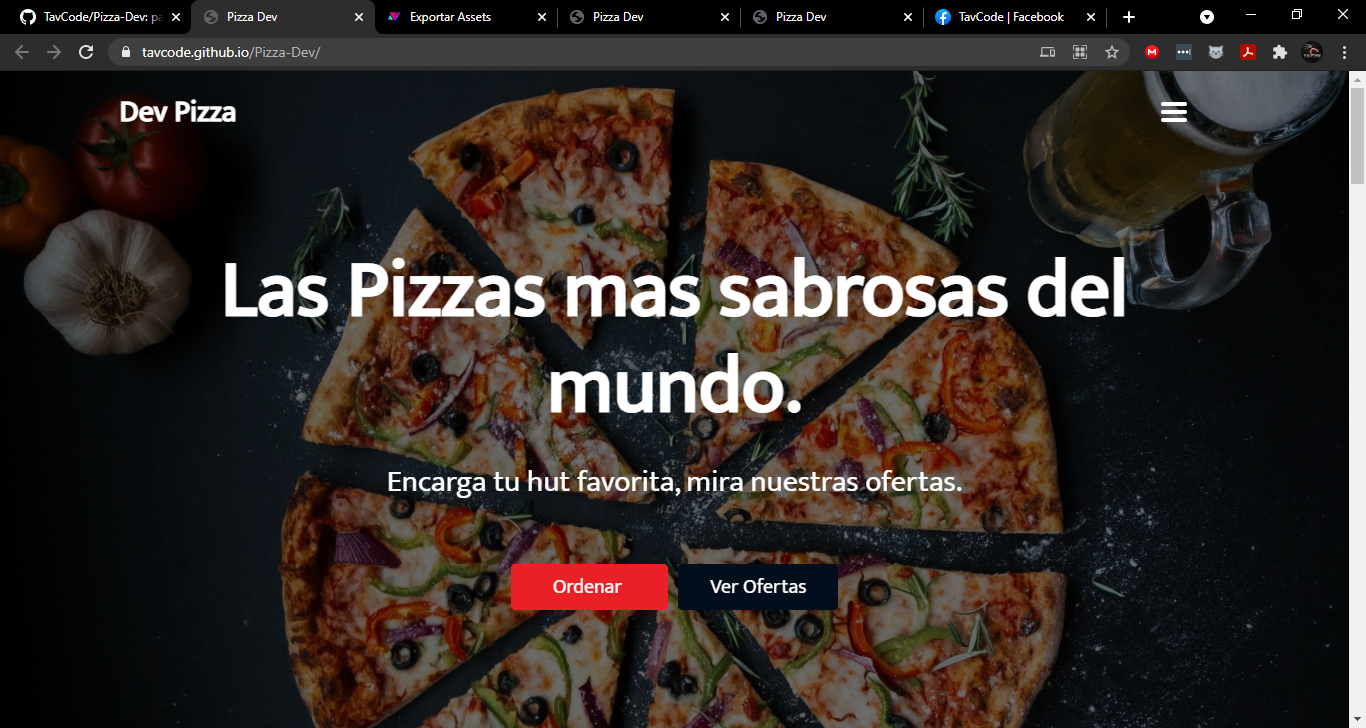 TavCode/Pizza-Dev: pa
Pizza Dev
Exportar Assets
Pizza Dev
Pizza Dev
TavCode | Facebook
tavcode.github.io/Pizza-Dev/
Dev Pizza
Las Pizzas mas sabrosas del
mundo.
Encarga tu hut favorita, mira nuestras ofertas.
Ordenar
Ver Ofertas